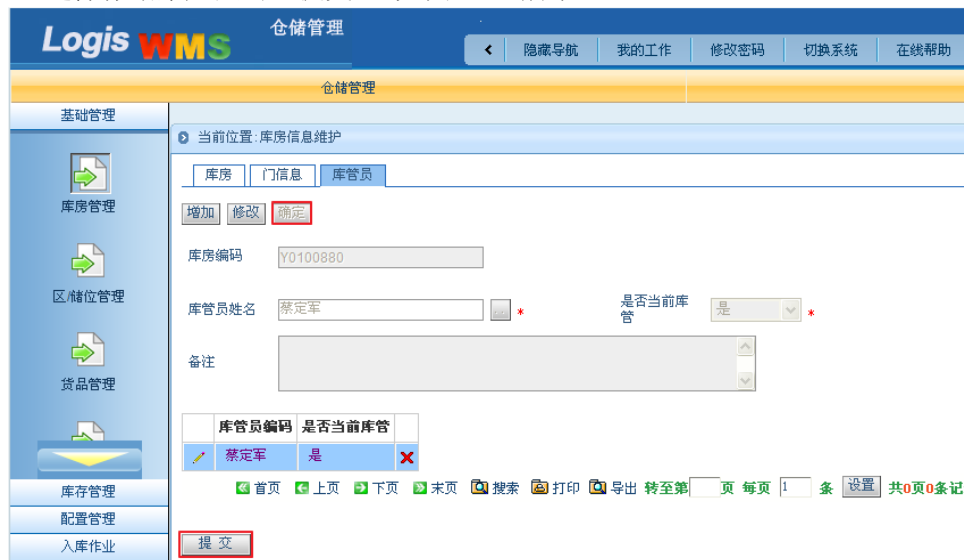 Logis WMS
仓储管理
隐藏导航 我的工作 修改密码 切换系统 在线帮助
仓储管理
基础管理
当前位置:库房信息维护
库房 门信息 库管员
库房管理
增加 修改 确定
库房编码 Y0100880
区/储位管理
库管员姓名 蔡定军 ... * 是否当前库管 是 *
备注
货品管理
库管员编码 是否当前库管
蔡定军 是
首页 上页 下页 末页 搜索 打印 导出 转至第 页 每页 1 条 设置 共0页0条记
库存管理
配置管理
入库作业
提 交